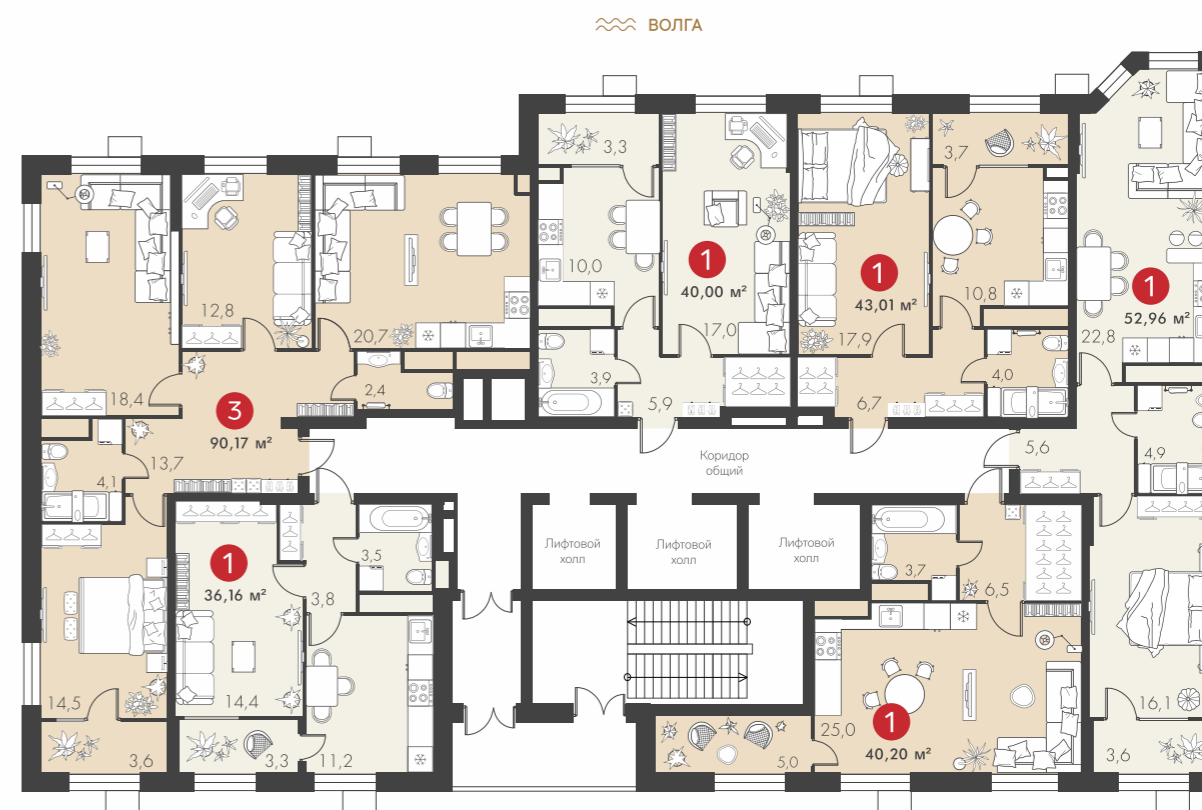 ВОЛГА
3,3
3,7
10,0
1
40,00 м²
17,0
1
43,01 м²
17,9
10,8
1
52,96 м²
22,8
12,8
20,7
18,4
2,4
3,9
5,9
6,7
4,0
3
90,17 м²
13,7
4,1
Коридор
общий
5,6
4,9
1
36,16 м²
3,5
3,8
Лифтовой
холл
Лифтовой
холл
Лифтовой
холл
3,7
6,5
14,5
14,4
16,1
3,6
3,3
11,2
5,0
25,0
1
40,20 м²
3,6